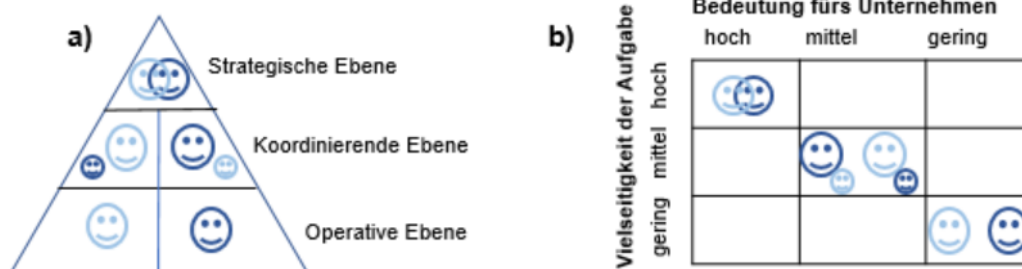 a)
Strategische Ebene
Koordinierende Ebene
Operative Ebene
b)
Bedeutung fürs Unternehmen
hoch mittel gering
Vielseitigkeit der Aufgabe
hoch
mittel
gering